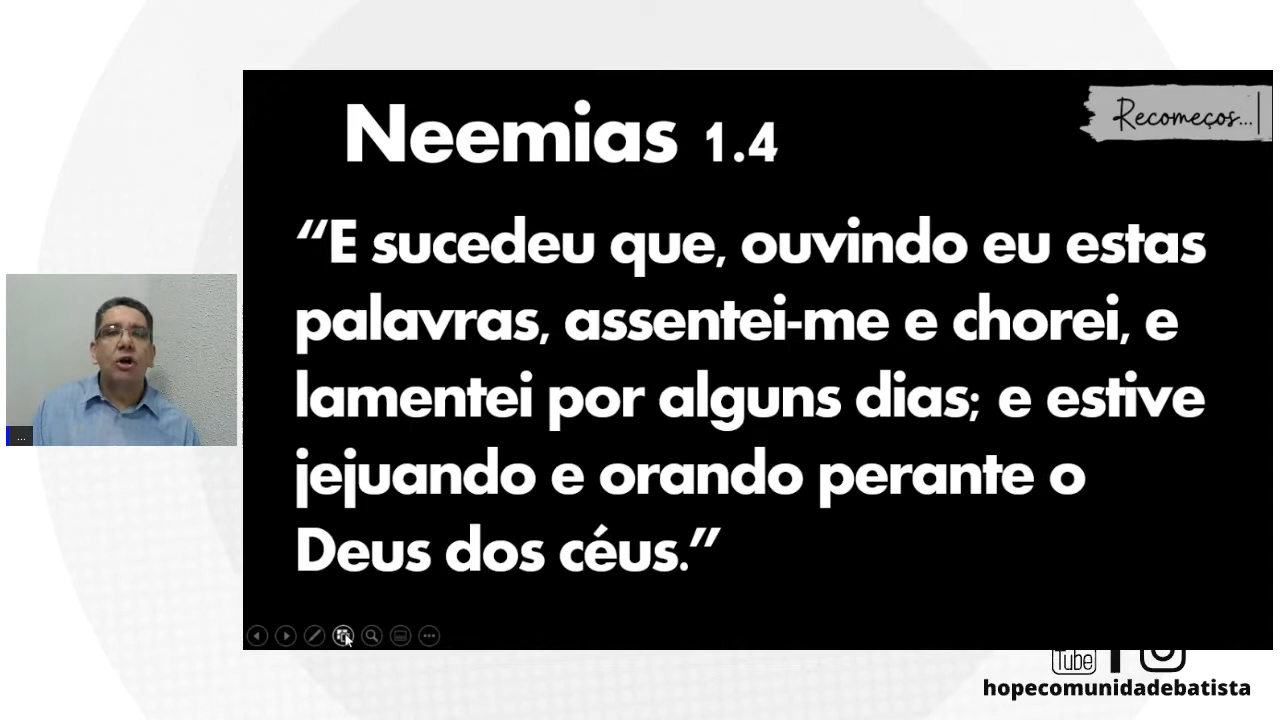 Neemias 1.4
Recomeços...
“E sucedeu que, ouvindo eu estas
palavras, assentei-me e chorei, e
lamentei por alguns dias; e estive
jejuando e orando perante o
Deus dos céus.”
...
Tube
hopecomunidadebatista